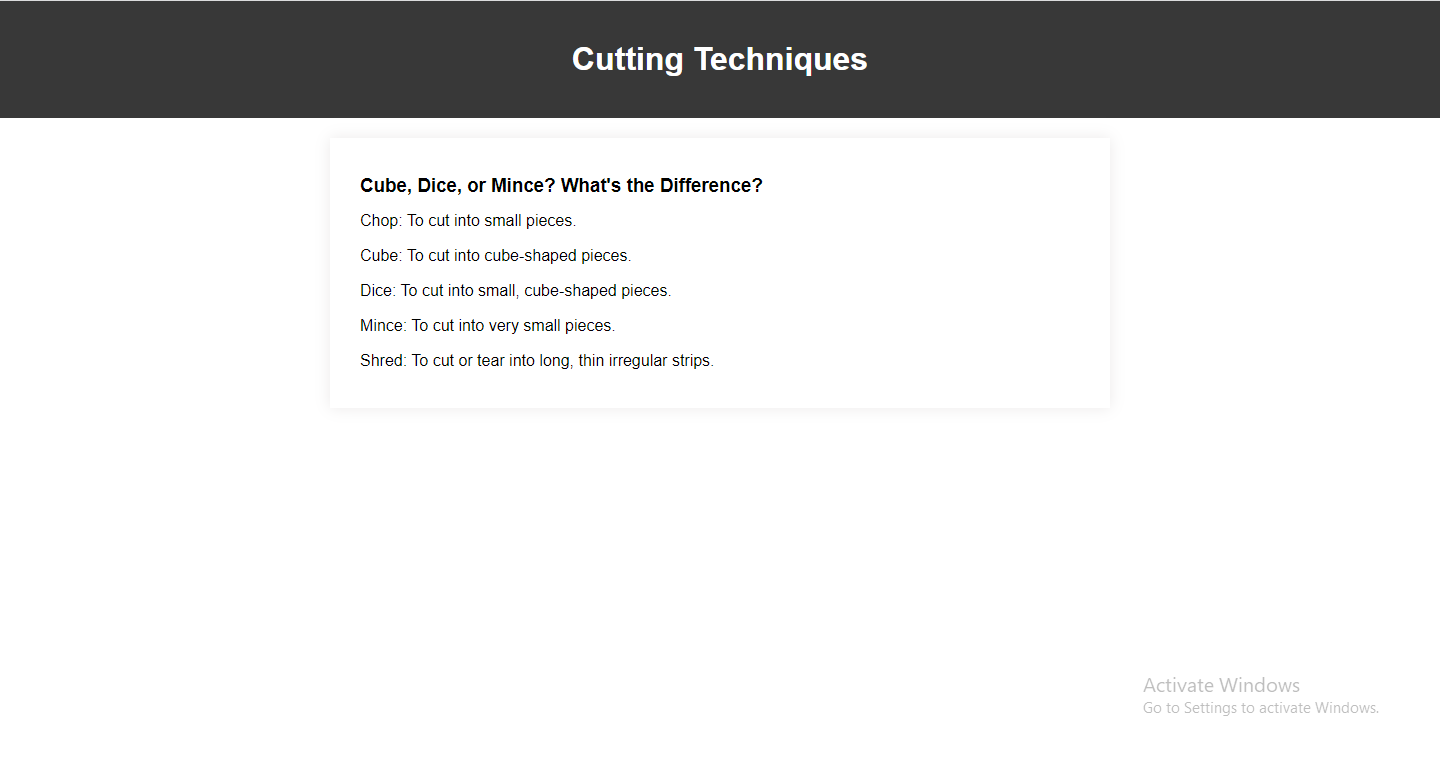 Cutting Techniques
Cube, Dice, or Mince? What's the Difference?
Chop: To cut into small pieces.
Cube: To cut into cube-shaped pieces.
Dice: To cut into small, cube-shaped pieces.
Mince: To cut into very small pieces.
Shred: To cut or tear into long, thin irregular strips.
Activate Windows
Go to Settings to activate Windows.